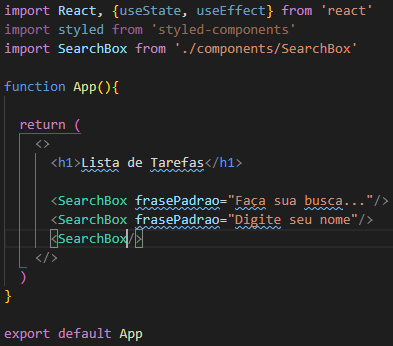 import React, {useState, useEffect} from 'react'
import styled from 'styled-components'
import SearchBox from './components/SearchBox'
function App(){
return (
<>
<h1>Lista de Tarefas</h1>
<SearchBox frasePadrao="Faça sua busca..."/>
<SearchBox frasePadrao="Digite seu nome"/>
<SearchBox/>
</>
)
}
export default App